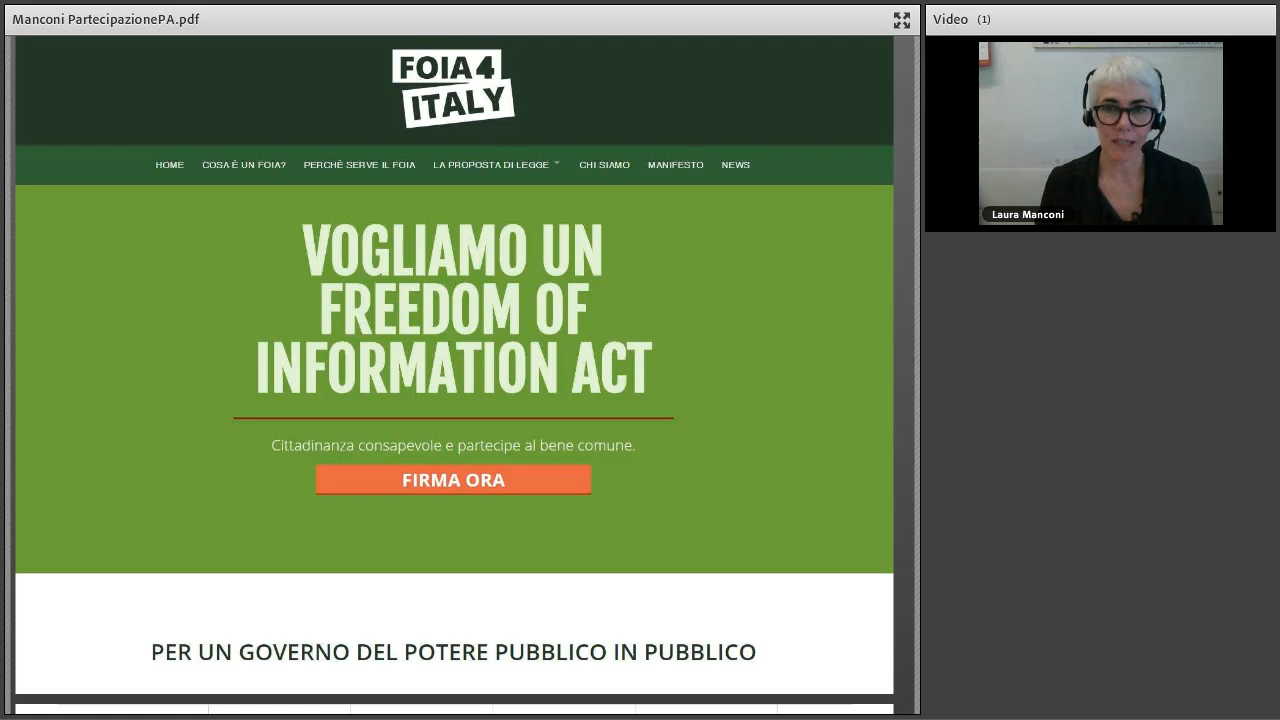 Manconi PartecipazionePA.pdf
Video (1)
FOIA4
ITALY
HOME COSA È UN FOIA? PERCHÈ SERVE IL FOIA LA PROPOSTA DI LEGGE CHI SIAMO MANIFESTO NEWS
VOGLIAMO UN
FREEDOM OF
INFORMATION ACT
Cittadinanza consapevole e partecipe al bene comune.
FIRMA ORA
PER UN GOVERNO DEL POTERE PUBBLICO IN PUBBLICO
Laura Manconi